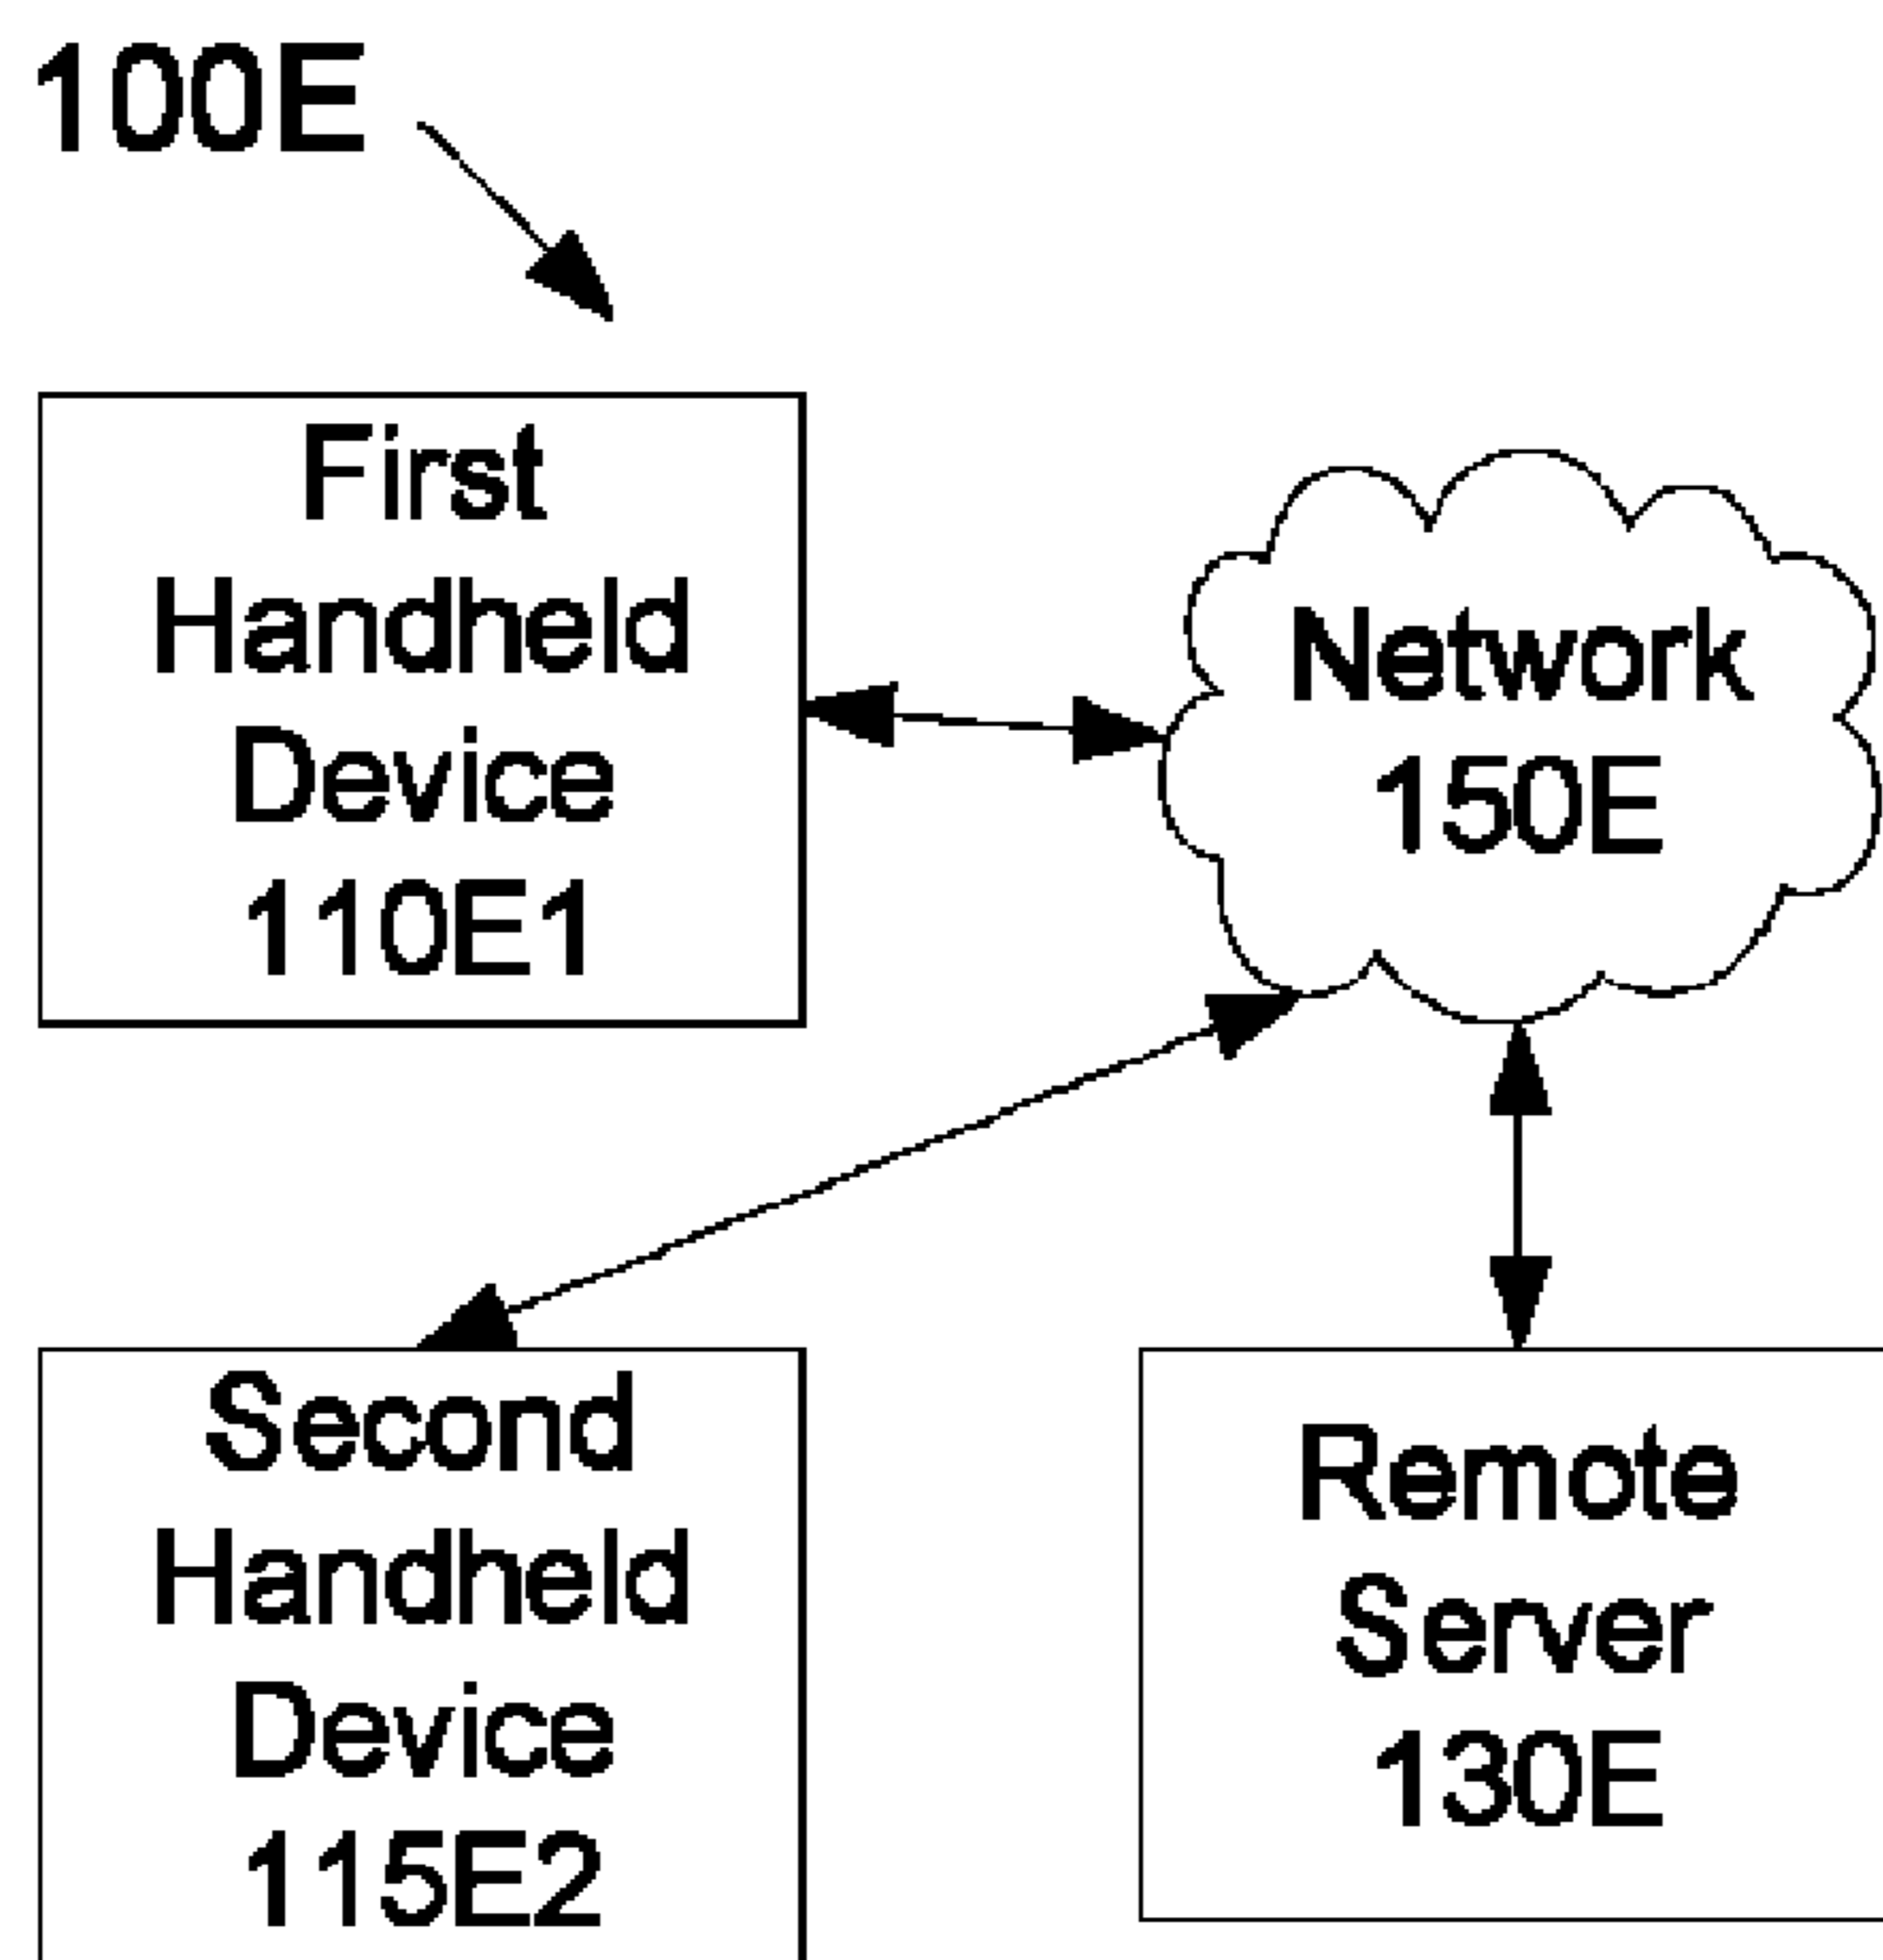 100E
First
Handheld
Device
110E1
Network
150E
Second
Handheld
Device
115E2
Remote
Server
130E